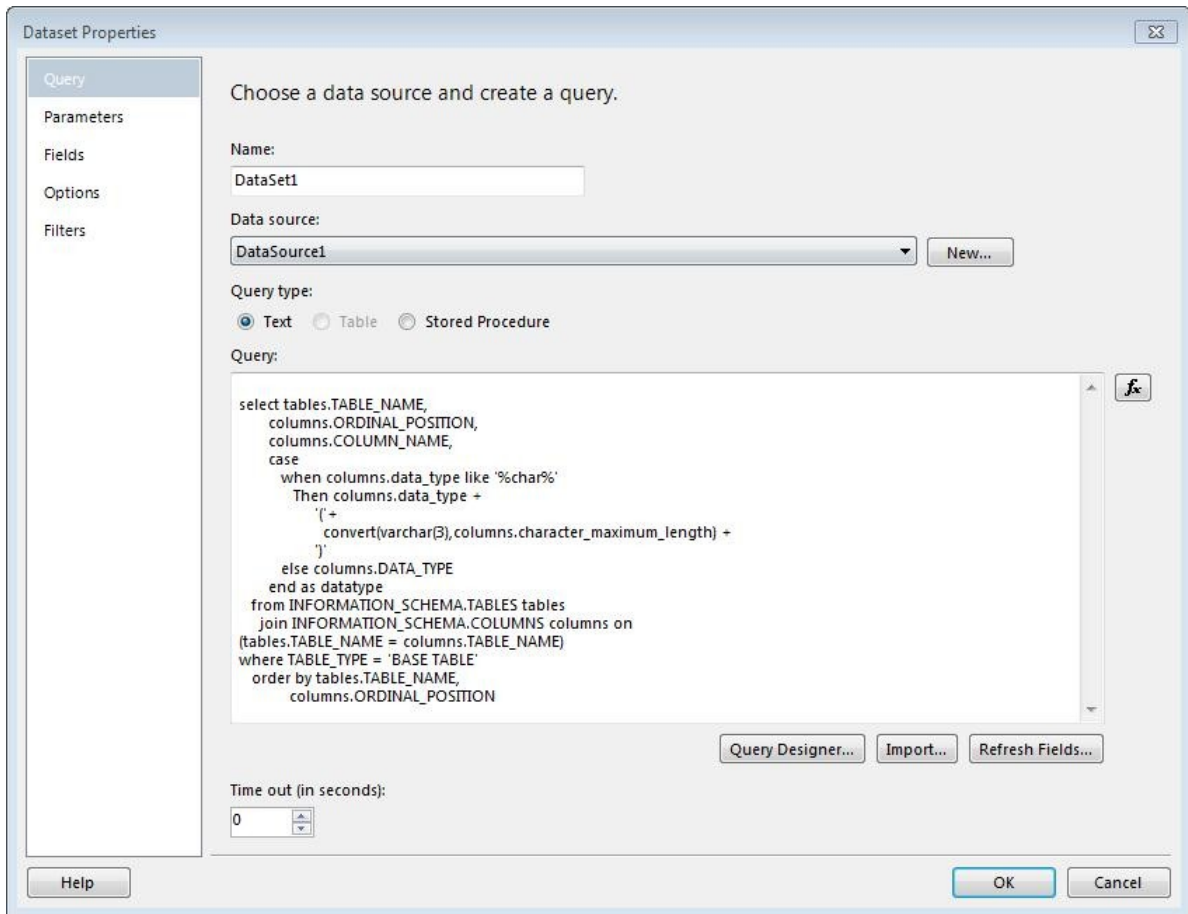 Dataset Properties
Query
Parameters
Fields
Options
Filters
Choose a data source and create a query.
Name:
DataSet1
Data source:
DataSource1
New...
Query type:
Text Table Stored Procedure
Query:
fx
select tables.TABLE_NAME,
columns.ORDINAL_POSITION,
columns.COLUMN_NAME,
case
when columns.data_type like '%char%'
Then columns.data_type +
'(' +
convert(varchar(3),columns.character_maximum_length) +
')'
else columns.DATA_TYPE
end as datatype
from INFORMATION_SCHEMA.TABLES tables
join INFORMATION_SCHEMA.COLUMNS columns on
(tables.TABLE_NAME = columns.TABLE_NAME)
where TABLE_TYPE = 'BASE TABLE'
order by tables.TABLE_NAME,
columns.ORDINAL_POSITION
Query Designer... Import... Refresh Fields...
Time out (in seconds):
0
Help OK Cancel